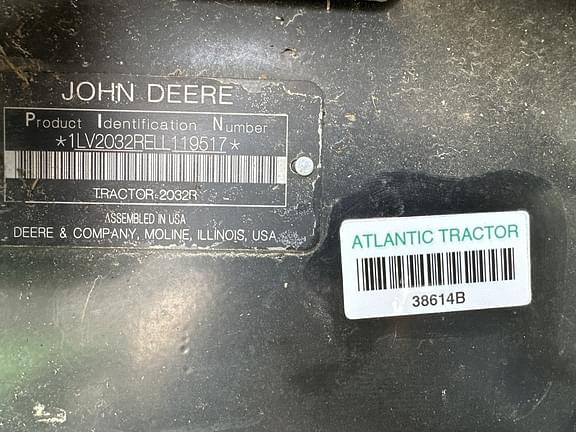 JOHN DEERE
Product Identification Number
*1LV2032RELL119517*
TRACTOR-2032R
ASSEMBLED IN USA
DEERE & COMPANY, MOLINE, ILLINOIS, USA
ATLANTIC TRACTOR
38614B